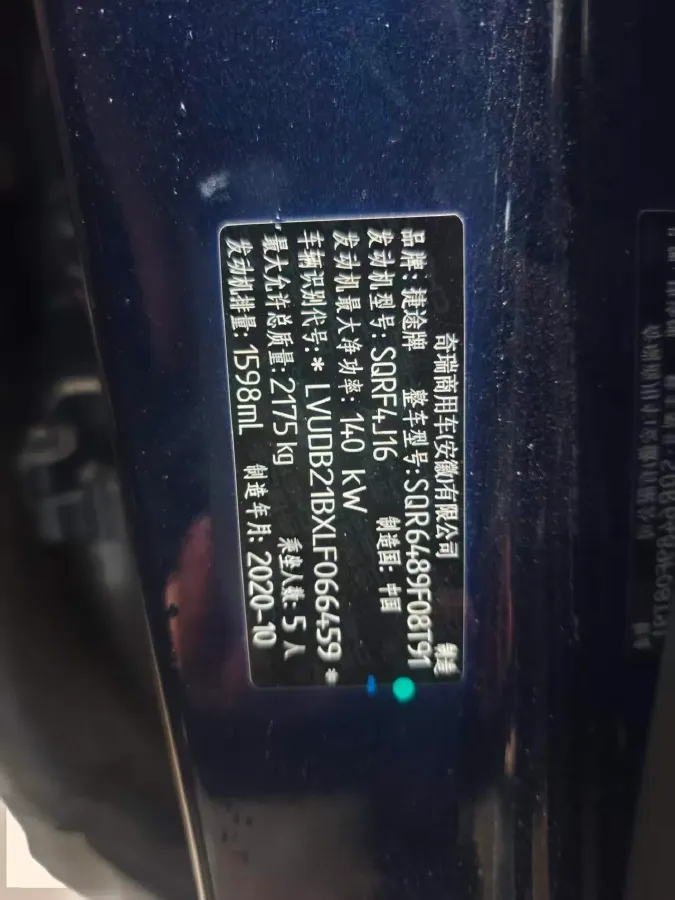 奇瑞商用车(安徽)有限公司 制造
品牌：捷途牌 整车型号：SQR6489F08T91
发动机型号：SQRF4J16 制造国：中国
发动机最大净功率：140 kW
车辆识别代号：* LVUDB21BXLF066459 *
最大允许总质量：2175 kg 乘坐人数：5 人
发动机排量：1598mL 制造车月：2020-10